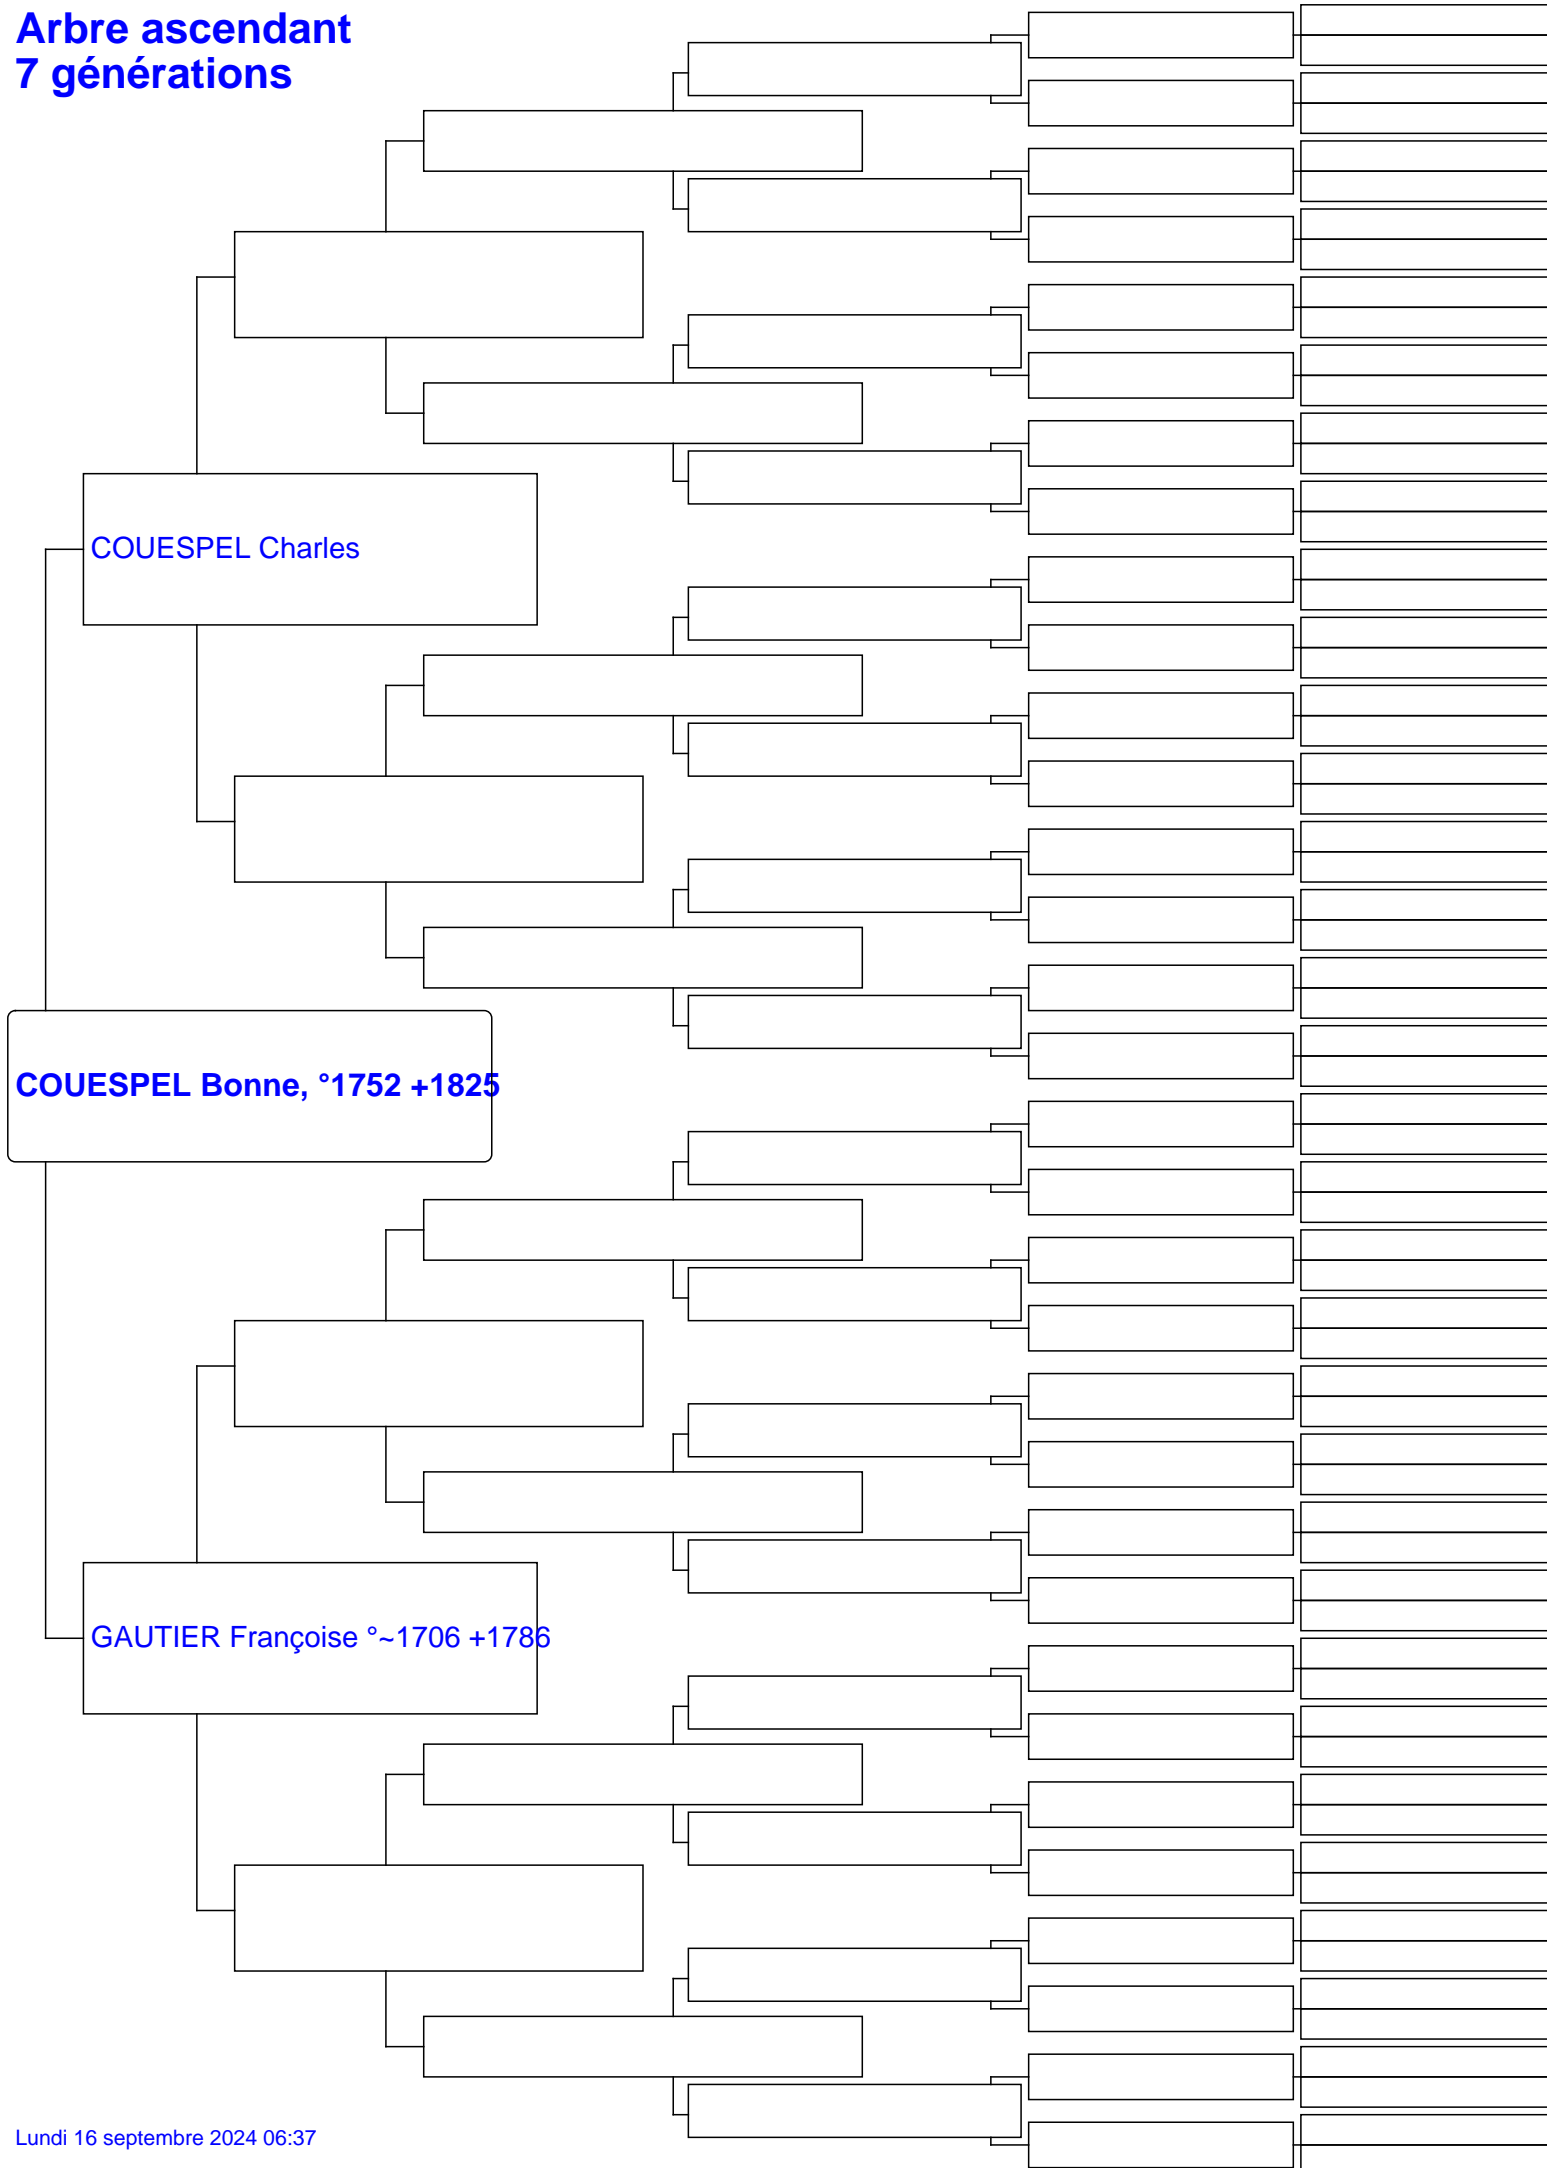 Arbre ascendant
7 générations
COUESPEL Charles
COUESPEL Bonne, °1752 +1825
GAUTIER Françoise °~1706 +1786
Lundi 16 septembre 2024 06:37